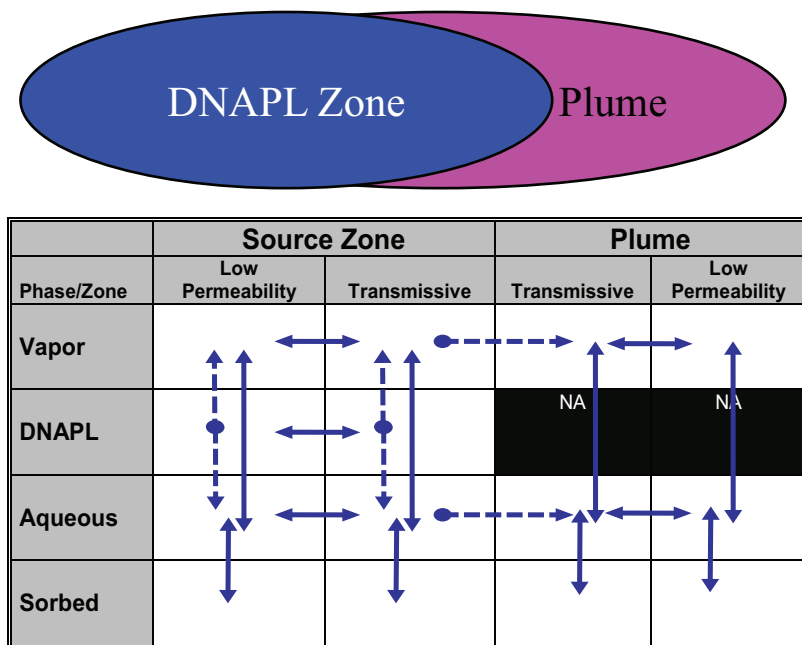 DNAPL Zone Plume
Source Zone Plume
Phase/Zone Low Permeability Transmissive Transmissive Low Permeability
Vapor
DNAPL NA NA
Aqueous
Sorbed